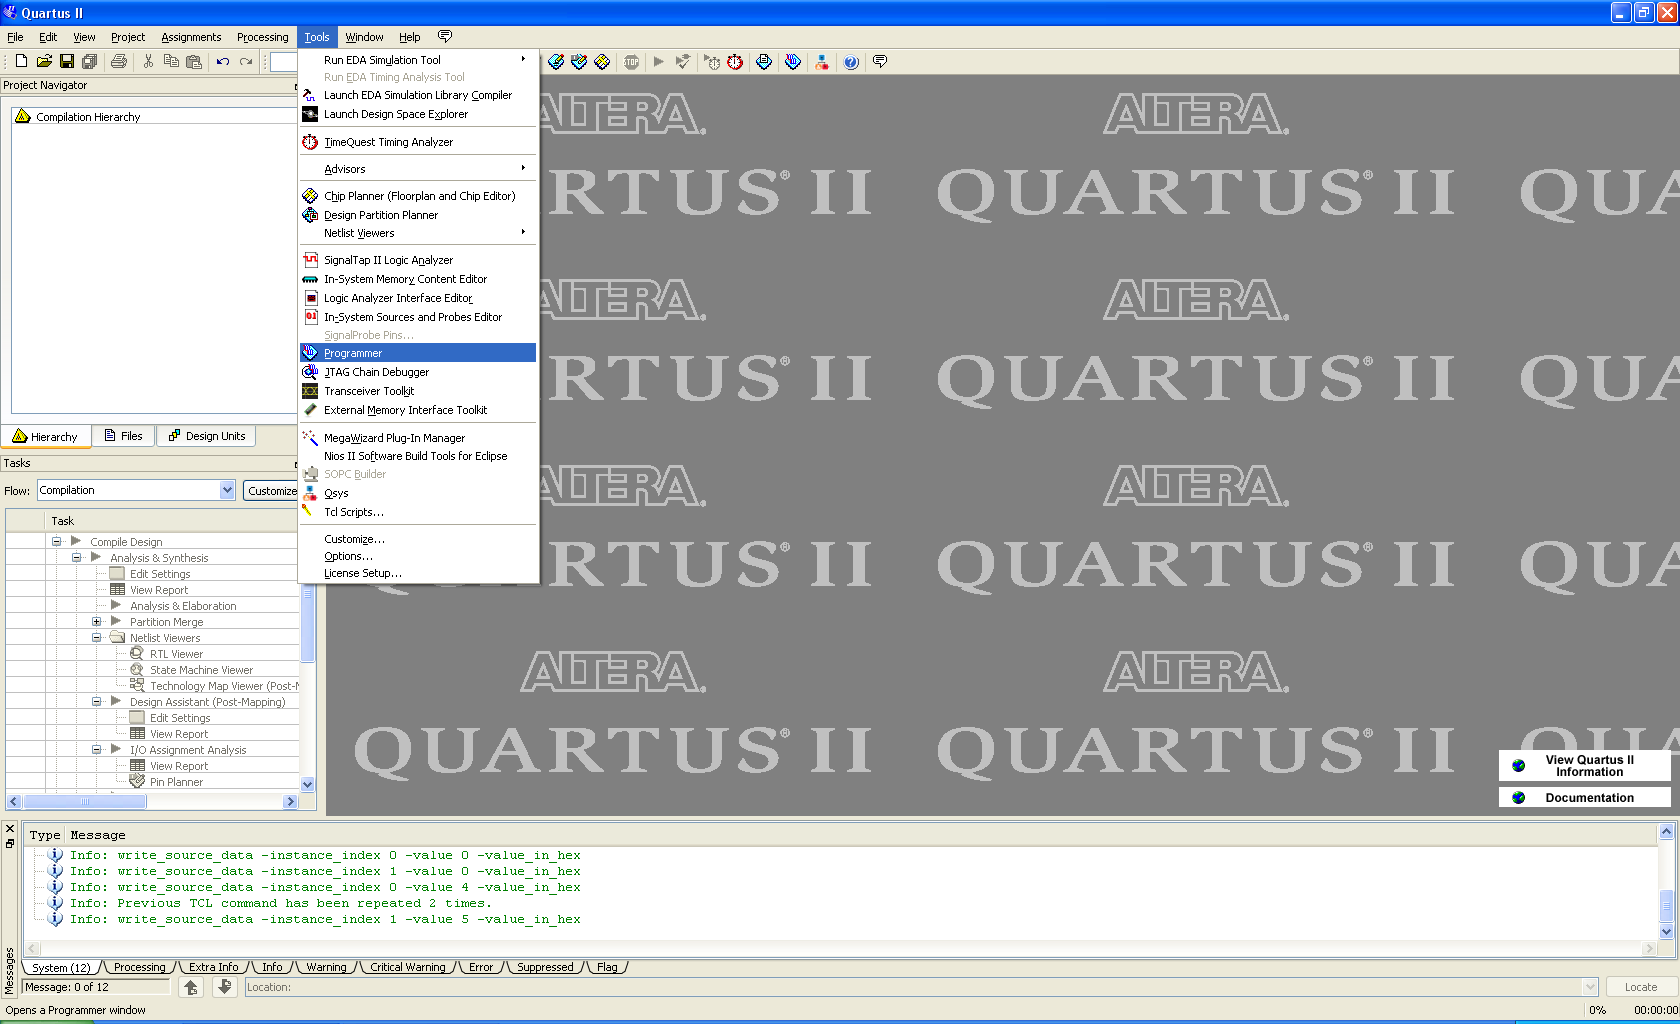 Quartus II
File Edit View Project Assignments Processing Tools Window Help
STOP
Project Navigator
Compilation Hierarchy
Hierarchy Files Design Units
Tasks
Flow: Compilation Customize
Task
Compile Design
Analysis & Synthesis
Edit Settings
View Report
Analysis & Elaboration
Partition Merge
Netlist Viewers
RTL Viewer
State Machine Viewer
Technology Map Viewer (Post-M
Design Assistant (Post-Mapping)
Edit Settings
View Report
I/O Assignment Analysis
View Report
Pin Planner
Run EDA Simulation Tool
Run EDA Timing Analysis Tool
Launch EDA Simulation Library Compiler
Launch Design Space Explorer
TimeQuest Timing Analyzer
Advisors
Chip Planner (Floorplan and Chip Editor)
Design Partition Planner
Netlist Viewers
SignalTap II Logic Analyzer
In-System Memory Content Editor
Logic Analyzer Interface Editor
In-System Sources and Probes Editor
SignalProbe Pins...
Programmer
JTAG Chain Debugger
Transceiver Toolkit
External Memory Interface Toolkit
MegaWizard Plug-In Manager
Nios II Software Build Tools for Eclipse
SOPC Builder
Qsys
Tcl Scripts...
Customize...
Options...
License Setup...
ALTERA. ALTERA.
RTUS® II QUARTUS® II QUA
ALTERA. ALTERA.
RTUS® II QUARTUS® II QUA
ALTERA. ALTERA.
QUARTUS® II QUARTUS® II QUA
ALTERA. ALTERA.
QUARTUS® II QUARTUS® II
View Quartus II
Information
Documentation
Type Message
Info: write_source_data -instance_index 0 -value 0 -value_in_hex
Info: write_source_data -instance_index 1 -value 0 -value_in_hex
Info: write_source_data -instance_index 0 -value 4 -value_in_hex
Info: Previous TCL command has been repeated 2 times.
Info: write_source_data -instance_index 1 -value 5 -value_in_hex
Messages
System (12) Processing Extra Info Info Warning Critical Warning Error Suppressed Flag
Message: 0 of 12 Location: Locate
Opens a Programmer window 0% 00:00:00